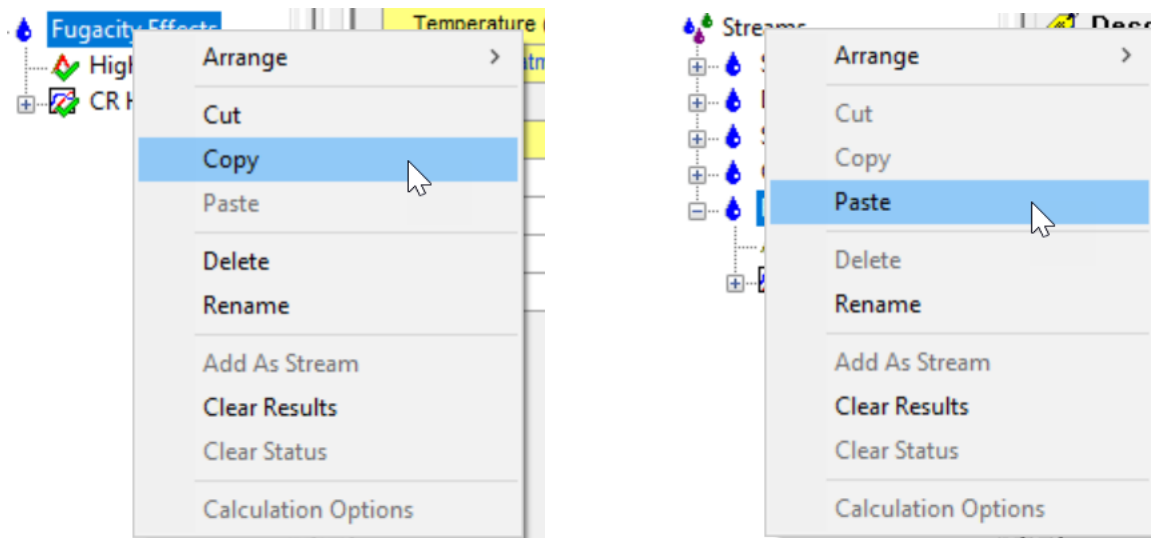 Fugacity Effects
Temperature
High
CR H
Arrange
Cut
Copy
Paste
Delete
Rename
Add As Stream
Clear Results
Clear Status
Calculation Options
Streams
Arrange
Cut
Copy
Paste
Delete
Rename
Add As Stream
Clear Results
Clear Status
Calculation Options